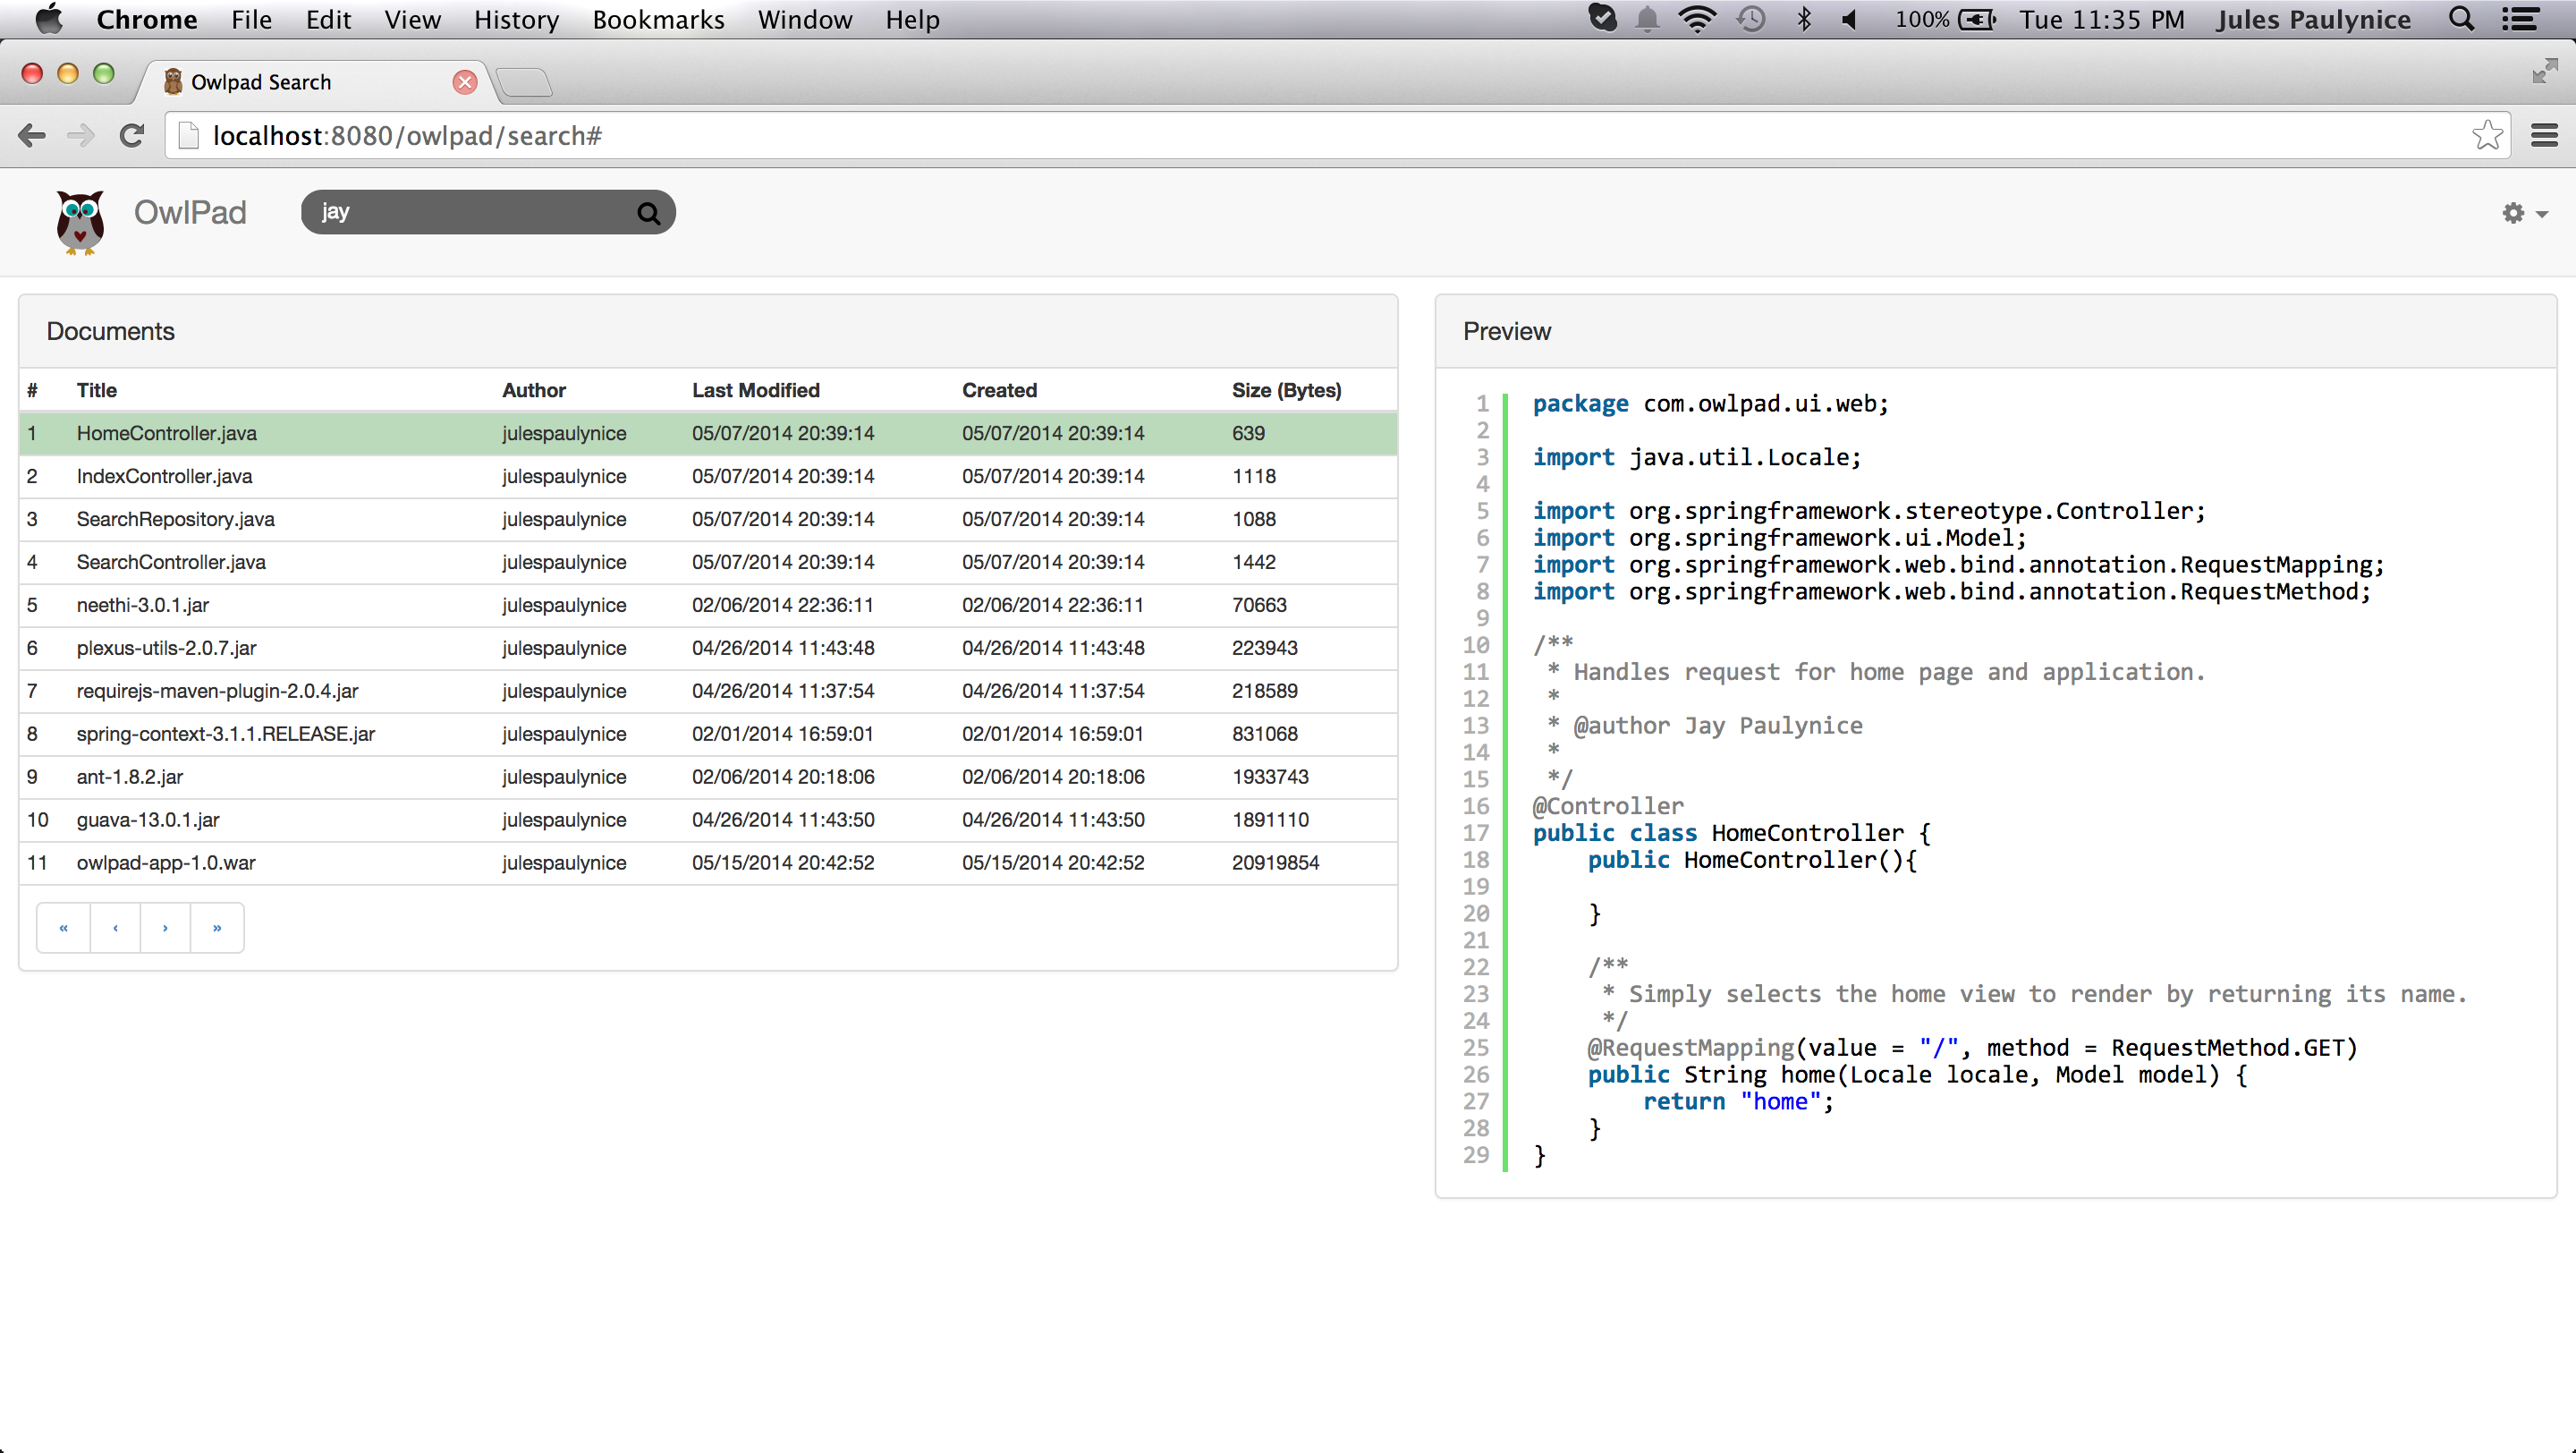 Chrome File Edit View History Bookmarks Window Help 100% Tue 11:35 PM Jules Paulynice
Owlpad Search
localhost:8080/owlpad/search#
OwlPad jay
Documents
# Title Author Last Modified Created Size (Bytes)
1 HomeController.java julespaulynice 05/07/2014 20:39:14 05/07/2014 20:39:14 639
2 IndexController.java julespaulynice 05/07/2014 20:39:14 05/07/2014 20:39:14 1118
3 SearchRepository.java julespaulynice 05/07/2014 20:39:14 05/07/2014 20:39:14 1088
4 SearchController.java julespaulynice 05/07/2014 20:39:14 05/07/2014 20:39:14 1442
5 neethi-3.0.1.jar julespaulynice 02/06/2014 22:36:11 02/06/2014 22:36:11 70663
6 plexus-utils-2.0.7.jar julespaulynice 04/26/2014 11:43:48 04/26/2014 11:43:48 223943
7 requirejs-maven-plugin-2.0.4.jar julespaulynice 04/26/2014 11:37:54 04/26/2014 11:37:54 218589
8 spring-context-3.1.1.RELEASE.jar julespaulynice 02/01/2014 16:59:01 02/01/2014 16:59:01 831068
9 ant-1.8.2.jar julespaulynice 02/06/2014 20:18:06 02/06/2014 20:18:06 1933743
10 guava-13.0.1.jar julespaulynice 04/26/2014 11:43:50 04/26/2014 11:43:50 1891110
11 owlpad-app-1.0.war julespaulynice 05/15/2014 20:42:52 05/15/2014 20:42:52 20919854
« ‹ › »
Preview
1 package com.owlpad.ui.web;
2
3 import java.util.Locale;
4
5 import org.springframework.stereotype.Controller;
6 import org.springframework.ui.Model;
7 import org.springframework.web.bind.annotation.RequestMapping;
8 import org.springframework.web.bind.annotation.RequestMethod;
9
10 /**
11 * Handles request for home page and application.
12 *
13 * @author Jay Paulynice
14 *
15 */
16 @Controller
17 public class HomeController {
18 public HomeController(){
19
20 }
21
22 /**
23 * Simply selects the home view to render by returning its name.
24 */
25 @RequestMapping(value = "/", method = RequestMethod.GET)
26 public String home(Locale locale, Model model) {
27 return "home";
28 }
29 }